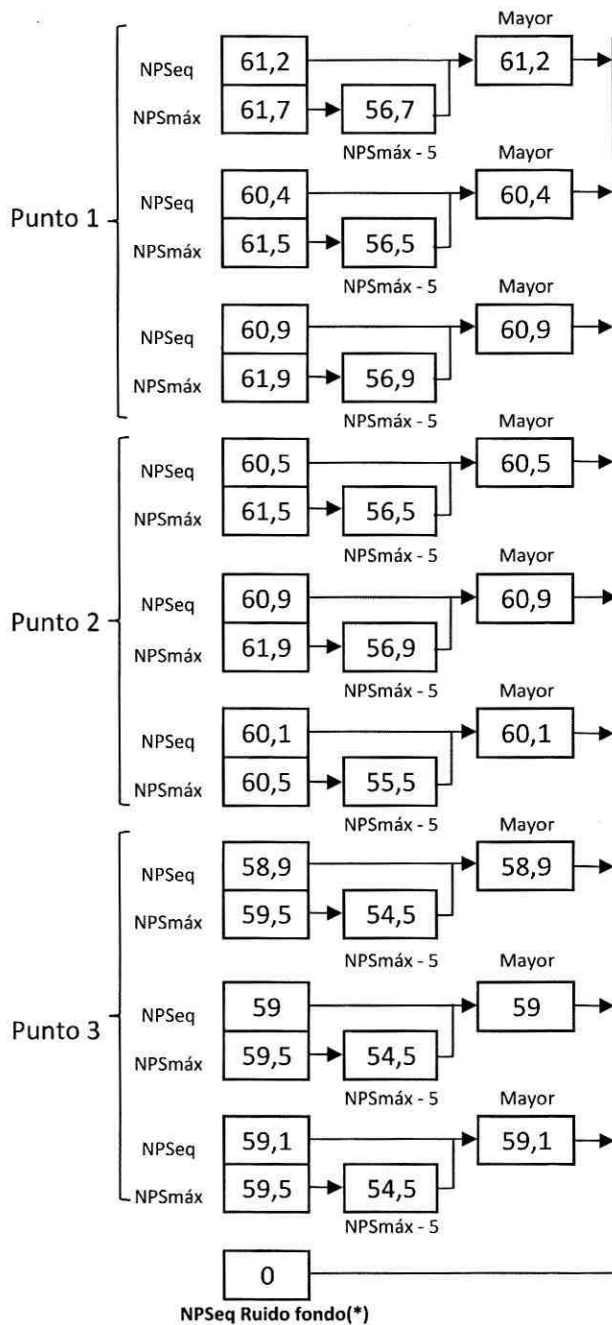 Mayor
NPSeq 61,2 61,2
NPSmáx 61,7 56,7
NPSmáx - 5
Mayor
Punto 1
NPSeq 60,4 60,4
NPSmáx 61,5 56,5
NPSmáx - 5
Mayor
NPSeq 60,9 60,9
NPSmáx 61,9 56,9
NPSmáx - 5
Mayor
NPSeq 60,5 60,5
NPSmáx 61,5 56,5
NPSmáx - 5
Mayor
Punto 2
NPSeq 60,9 60,9
NPSmáx 61,9 56,9
NPSmáx - 5
Mayor
NPSeq 60,1 60,1
NPSmáx 60,5 55,5
NPSmáx - 5
Mayor
NPSeq 58,9 58,9
NPSmáx 59,5 54,5
NPSmáx - 5
Mayor
Punto 3
NPSeq 59 59
NPSmáx 59,5 54,5
NPSmáx - 5
Mayor
NPSeq 59,1 59,1
NPSmáx 59,5 54,5
NPSmáx - 5
0
NPSeq Ruido fondo(*)